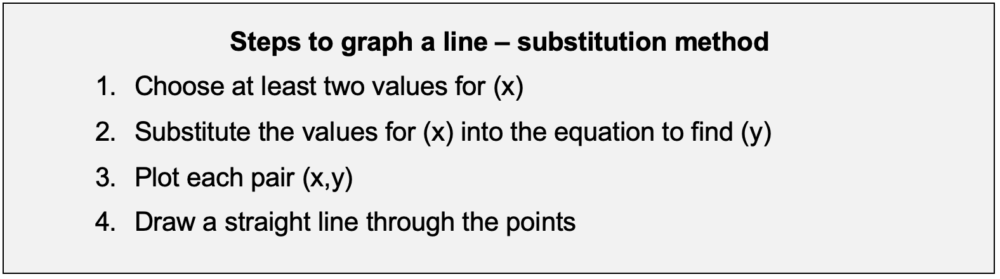 Steps to graph a line – substitution method
1. Choose at least two values for (x)
2. Substitute the values for (x) into the equation to find (y)
3. Plot each pair (x,y)
4. Draw a straight line through the points